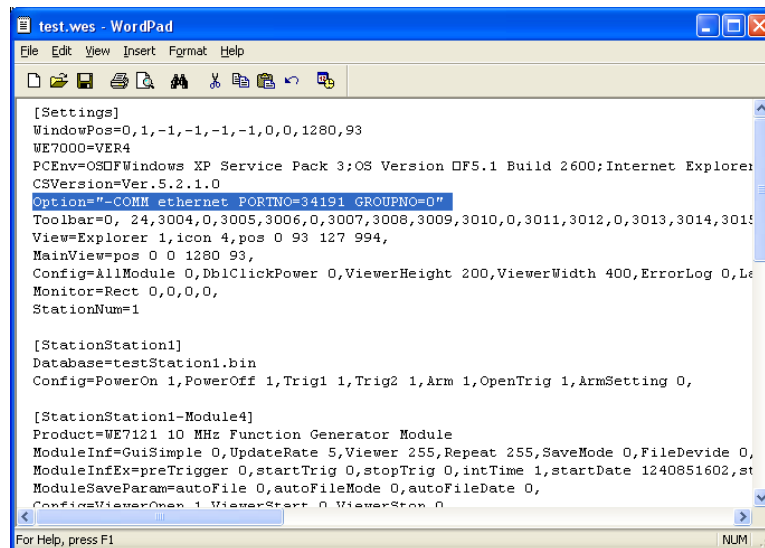 test.wes - WordPad
File Edit View Insert Format Help
[Settings]
WindowPos=0,1,-1,-1,-1,-1,0,0,1280,93
WE7000=VER4
PCEnv=OS□FWindows XP Service Pack 3;OS Version □F5.1 Build 2600;Internet Explorer
CSVersion=Ver.5.2.1.0
Option="-COMM ethernet PORTNO=34191 GROUPNO=0"
Toolbar=0, 24,3004,0,3005,3006,0,3007,3008,3009,3010,0,3011,3012,0,3013,3014,3015
View=Explorer 1,icon 4,pos 0 93 127 994,
MainView=pos 0 0 1280 93,
Config=AllModule 0,DblClickPower 0,ViewerHeight 200,ViewerWidth 400,ErrorLog 0,La
Monitor=Rect 0,0,0,0,
StationNum=1
[StationStation1]
Database=testStation1.bin
Config=PowerOn 1,PowerOff 1,Trig1 1,Trig2 1,Arm 1,OpenTrig 1,ArmSetting 0,
[StationStation1-Module4]
Product=WE7121 10 MHz Function Generator Module
ModuleInf=GuiSimple 0,UpdateRate 5,Viewer 255,Repeat 255,SaveMode 0,FileDevide 0,
ModuleInfEx=preTrigger 0,startTrig 0,stopTrig 0,intTime 1,startDate 1240851602,st
ModuleSaveParam=autoFile 0,autoFileMode 0,autoFileDate 0,
Config=ViewerOpen 1,ViewerStart 0,ViewerStop 0
For Help, press F1 NUM